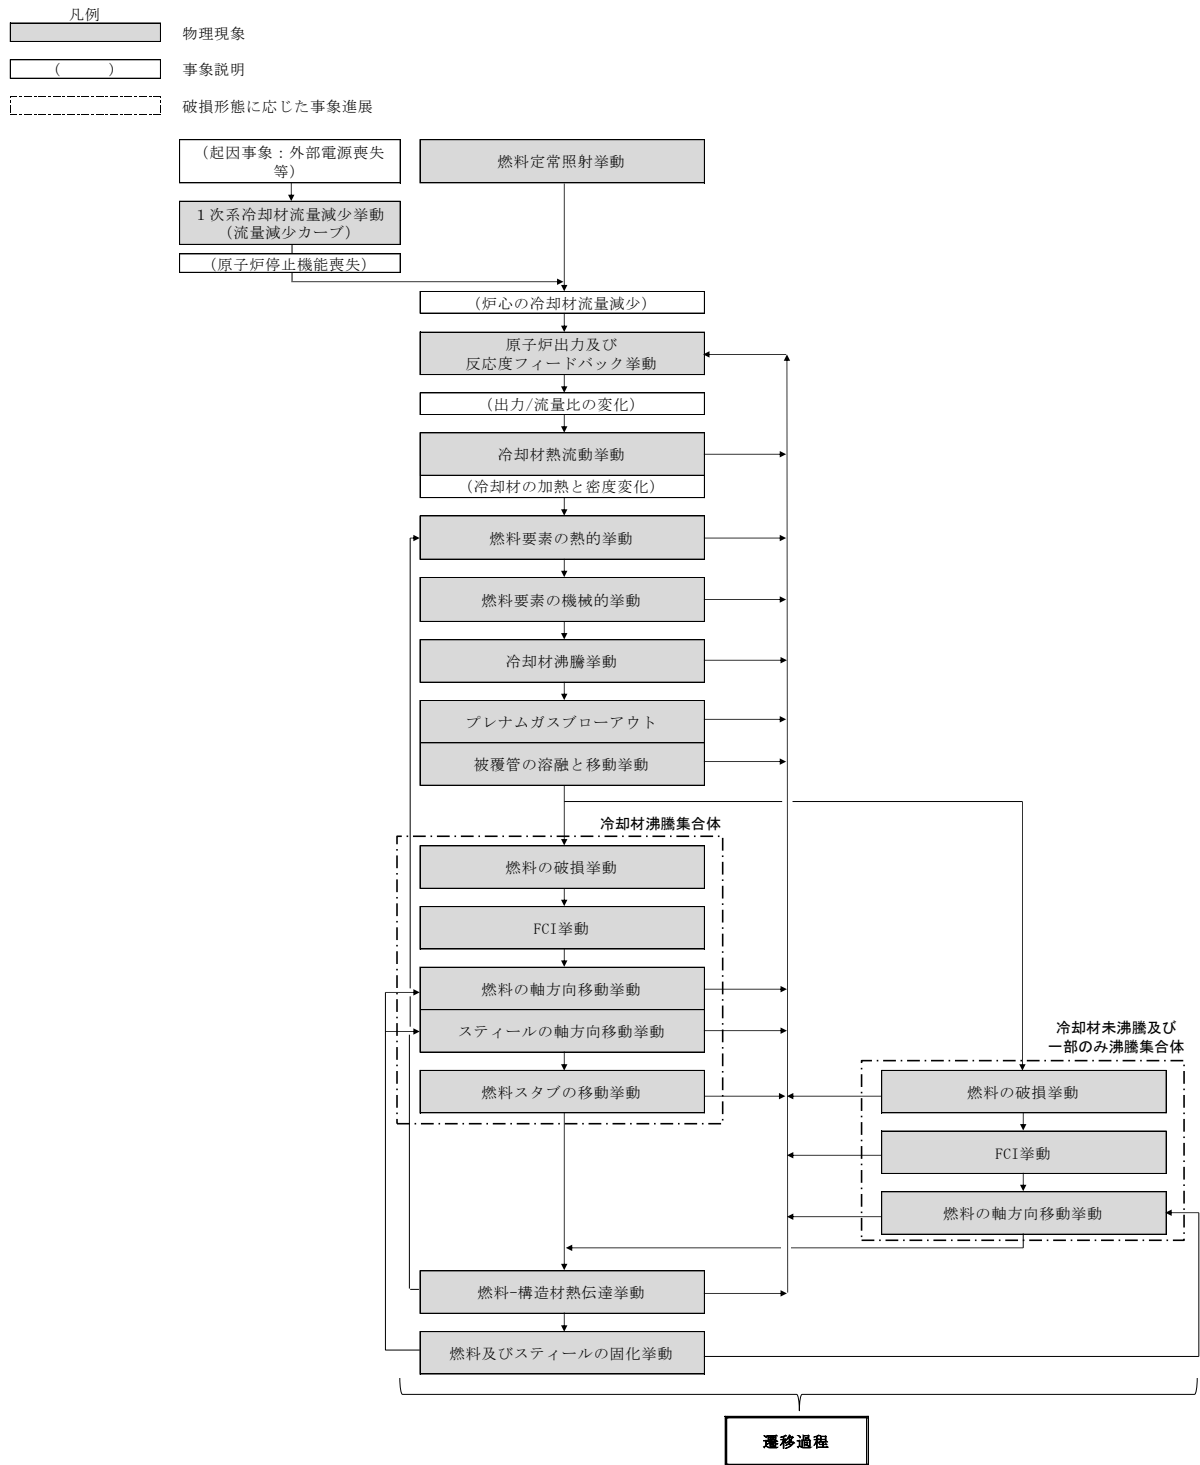 凡例
物理現象
(　　　)
事象説明
破損形態に応じた事象進展
(起因事象：外部電源喪失
等)
燃料定常照射挙動
１次系冷却材流量減少挙動
(流量減少カーブ)
(原子炉停止機能喪失)
(炉心の冷却材流量減少)
原子炉出力及び
反応度フィードバック挙動
(出力/流量比の変化)
冷却材熱流動挙動
(冷却材の加熱と密度変化)
燃料要素の熱的挙動
燃料要素の機械的挙動
冷却材沸騰挙動
プレナムガスブローアウト
被覆管の溶融と移動挙動
冷却材沸騰集合体
燃料の破損挙動
FCI挙動
燃料の軸方向移動挙動
スティールの軸方向移動挙動
燃料スタブの移動挙動
冷却材未沸騰及び
一部のみ沸騰集合体
燃料の破損挙動
FCI挙動
燃料の軸方向移動挙動
燃料-構造材熱伝達挙動
燃料及びスティールの固化挙動
遷移過程